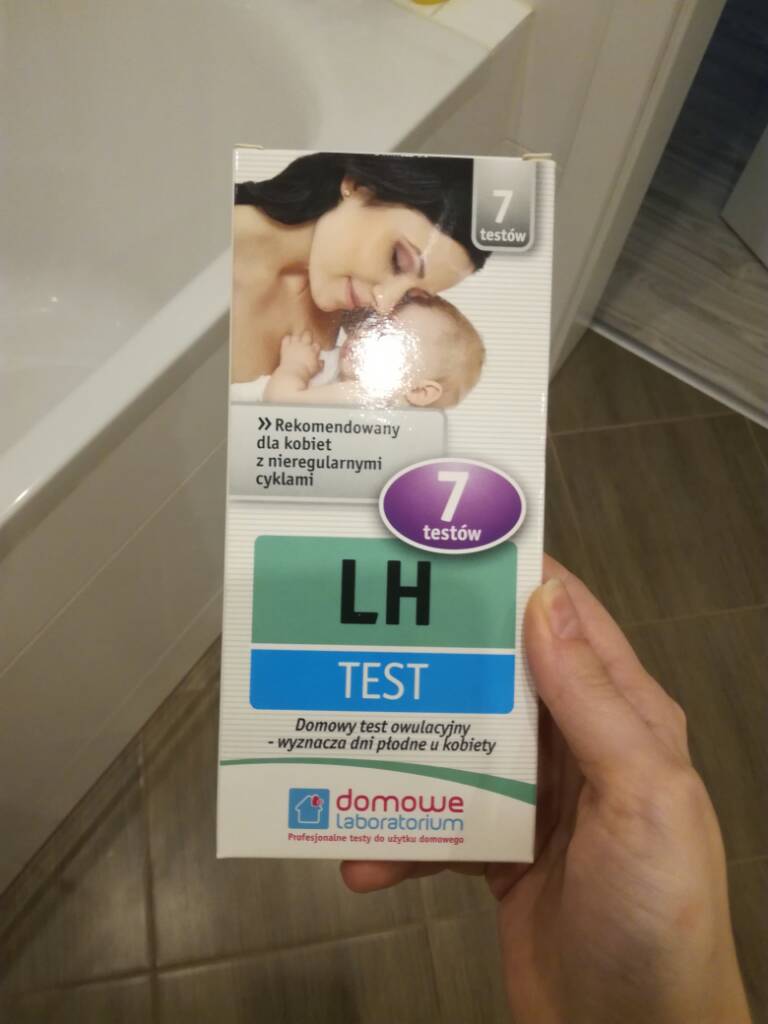 7
testów
» Rekomendowany
dla kobiet
z nieregularnymi
cyklami
7
testów
LH
TEST
Domowy test owulacyjny
- wyznacza dni płodne u kobiety
domowe
laboratorium
Profesjonalne testy do użytku domowego